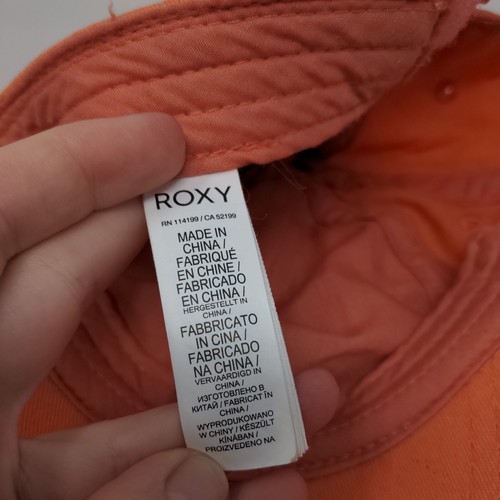 ROXY
RN 114199 / CA 52199
MADE IN
CHINA /
FABRIQUÉ
EN CHINE /
FABRICADO
EN CHINA /
HERGESTELLT IN
CHINA /
FABBRICATO
IN CINA /
FABRICADO
NA CHINA /
VERVAARDIGD IN
CHINA /
ИЗГОТОВЛЕНО В
КИТАЙ / FABRICAT ÎN
CHINA /
WYPRODUKOWANO
W CHINY / KÉSZÜLT
KÍNÁBAN /
PROIZVEDENO NA